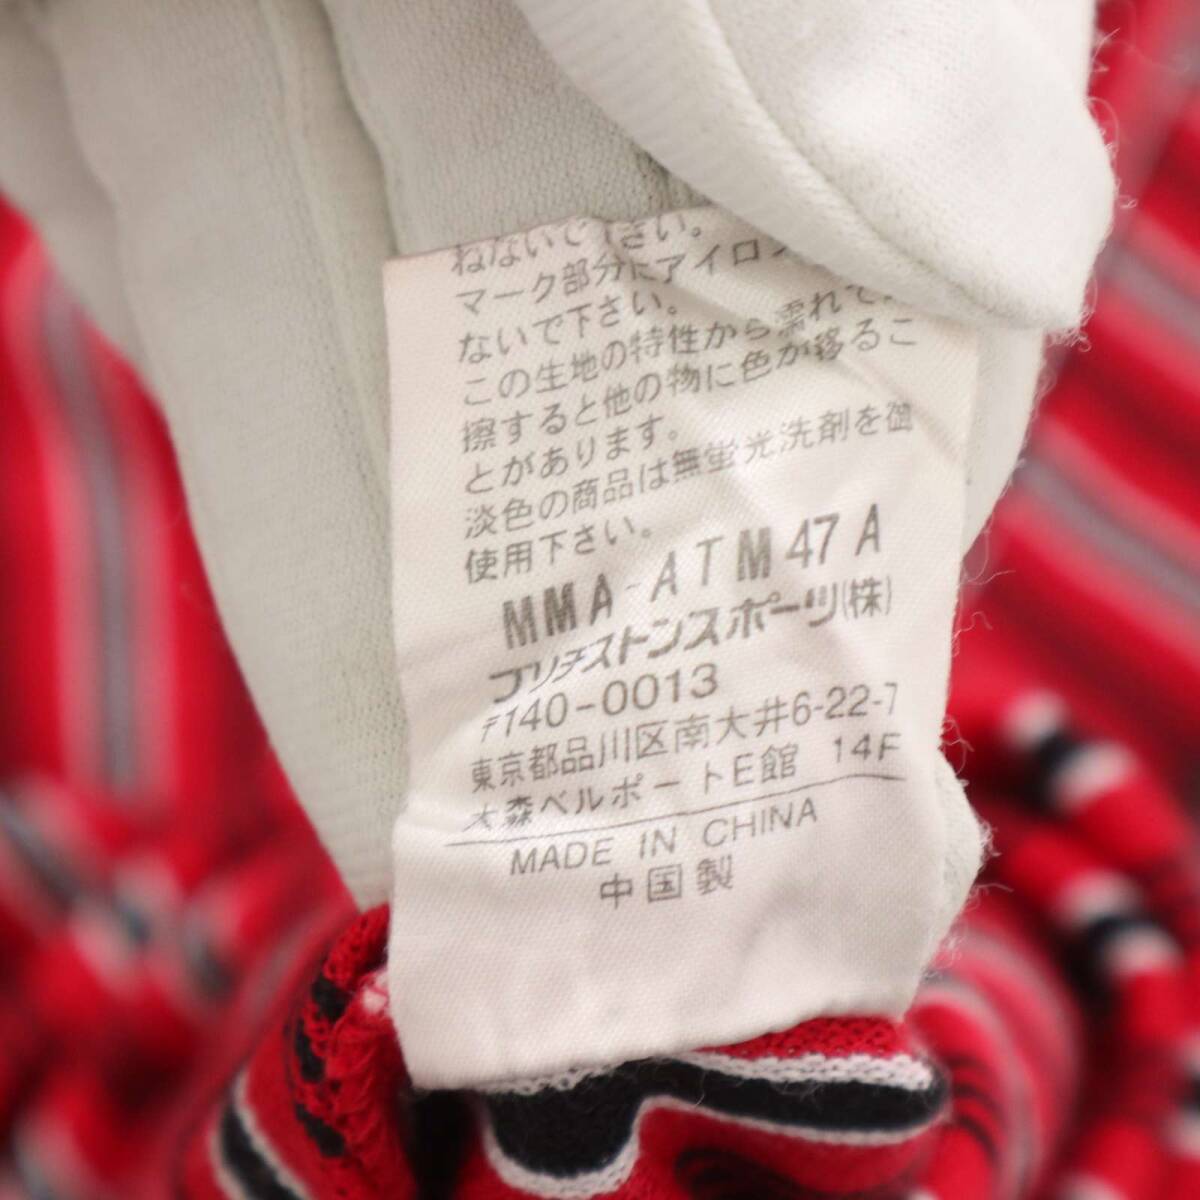 ねないで下さい。
マーク部分にアイロン
ないで下さい。
この生地の特性から濡れて
擦すると他の物に色が移るこ
とがあります。
淡色の商品は無蛍光洗剤を御
使用下さい。
MMA-ATM47A
ブリヂストンスポーツ(株)
〒140-0013
東京都品川区南大井6-22-7
大森ベルポートE館 14F
MADE IN CHINA
中国製